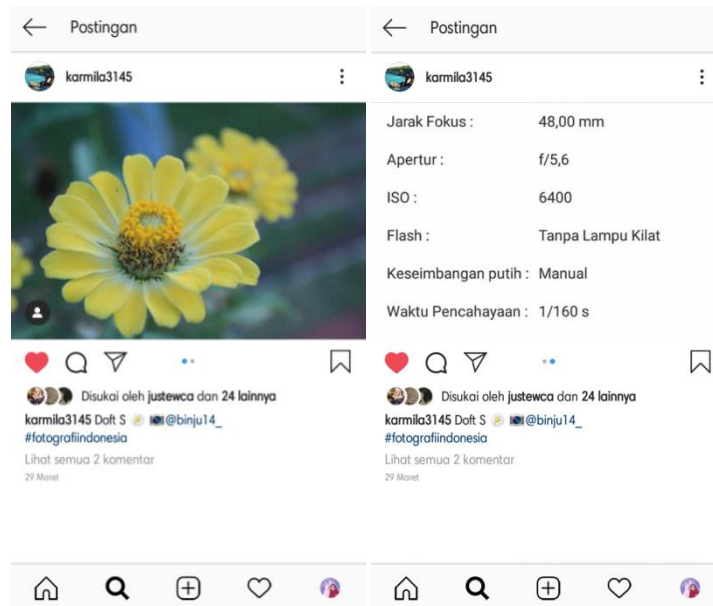 Postingan
karmila3145
Disukai oleh justewca dan 24 lainnya
karmila3145 Doft S 🌼 📷@binju14_
#fotografiindonesia
Lihat semua 2 komentar
29 Maret
Postingan
karmila3145
Jarak Fokus : 48,00 mm
Apertur : f/5,6
ISO : 6400
Flash : Tanpa Lampu Kilat
Keseimbangan putih : Manual
Waktu Pencahayaan : 1/160 s
Disukai oleh justewca dan 24 lainnya
karmila3145 Doft S 🌼 📷@binju14_
#fotografiindonesia
Lihat semua 2 komentar
29 Maret